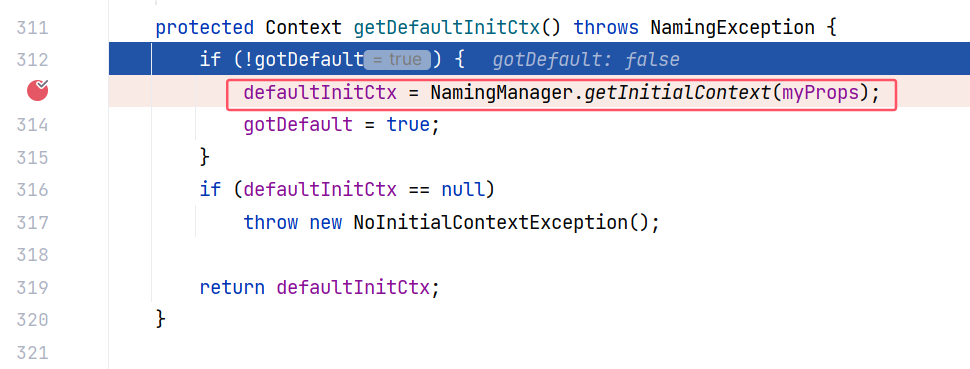 311 protected Context getDefaultInitCtx() throws NamingException {
312 if (!gotDefault = true ) { gotDefault: false
defaultInitCtx = NamingManager.getInitialContext(myProps);
314 gotDefault = true;
315 }
316 if (defaultInitCtx == null)
317 throw new NoInitialContextException();
318
319 return defaultInitCtx;
320 }
321